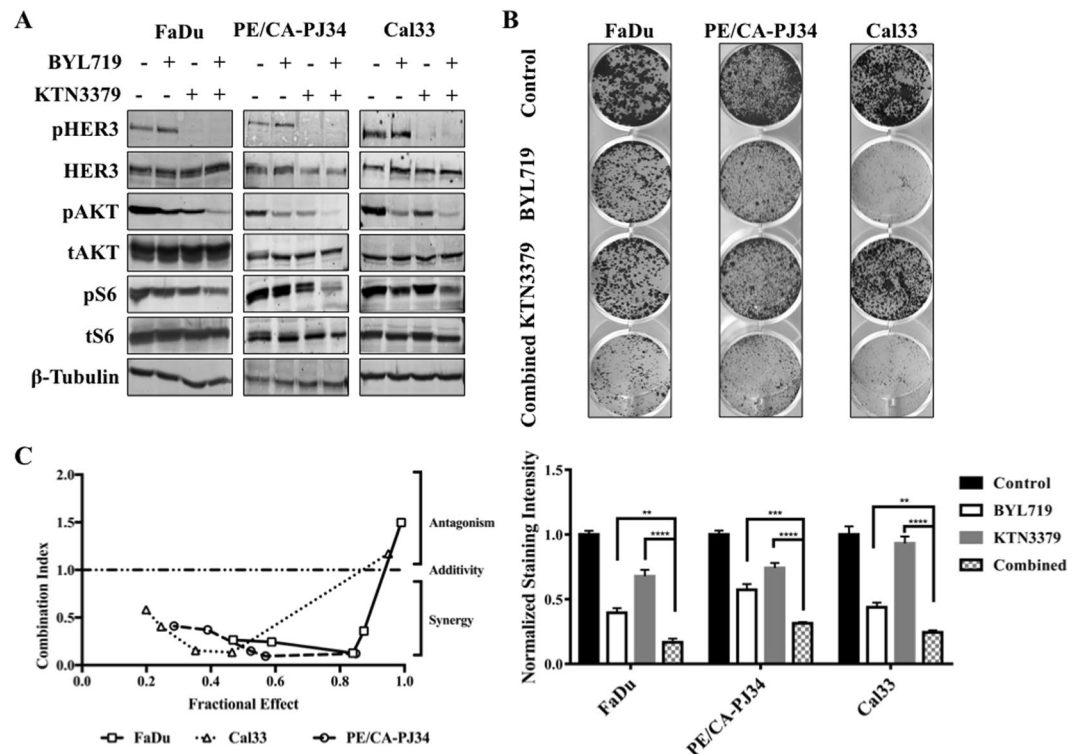 A
FaDu PE/CA-PJ34 Cal33
BYL719 - + - + - + - + - + - +
KTN3379 - - + + - - + + - - + +
pHER3
HER3
pAKT
tAKT
pS6
tS6
β-Tubulin
B
FaDu PE/CA-PJ34 Cal33
Control
BYL719
KTN3379
Combined
C
Combination Index
2.0
1.5
1.0
0.5
0.0
0.0 0.2 0.4 0.6 0.8 1.0
Fractional Effect
Antagonism
Additivity
Synergy
FaDu Cal33 PE/CA-PJ34
Normalized Staining Intensity
1.5
1.0
0.5
0.0
** *** **
**** **** ****
FaDu PE/CA-PJ34 Cal33
Control
BYL719
KTN3379
Combined